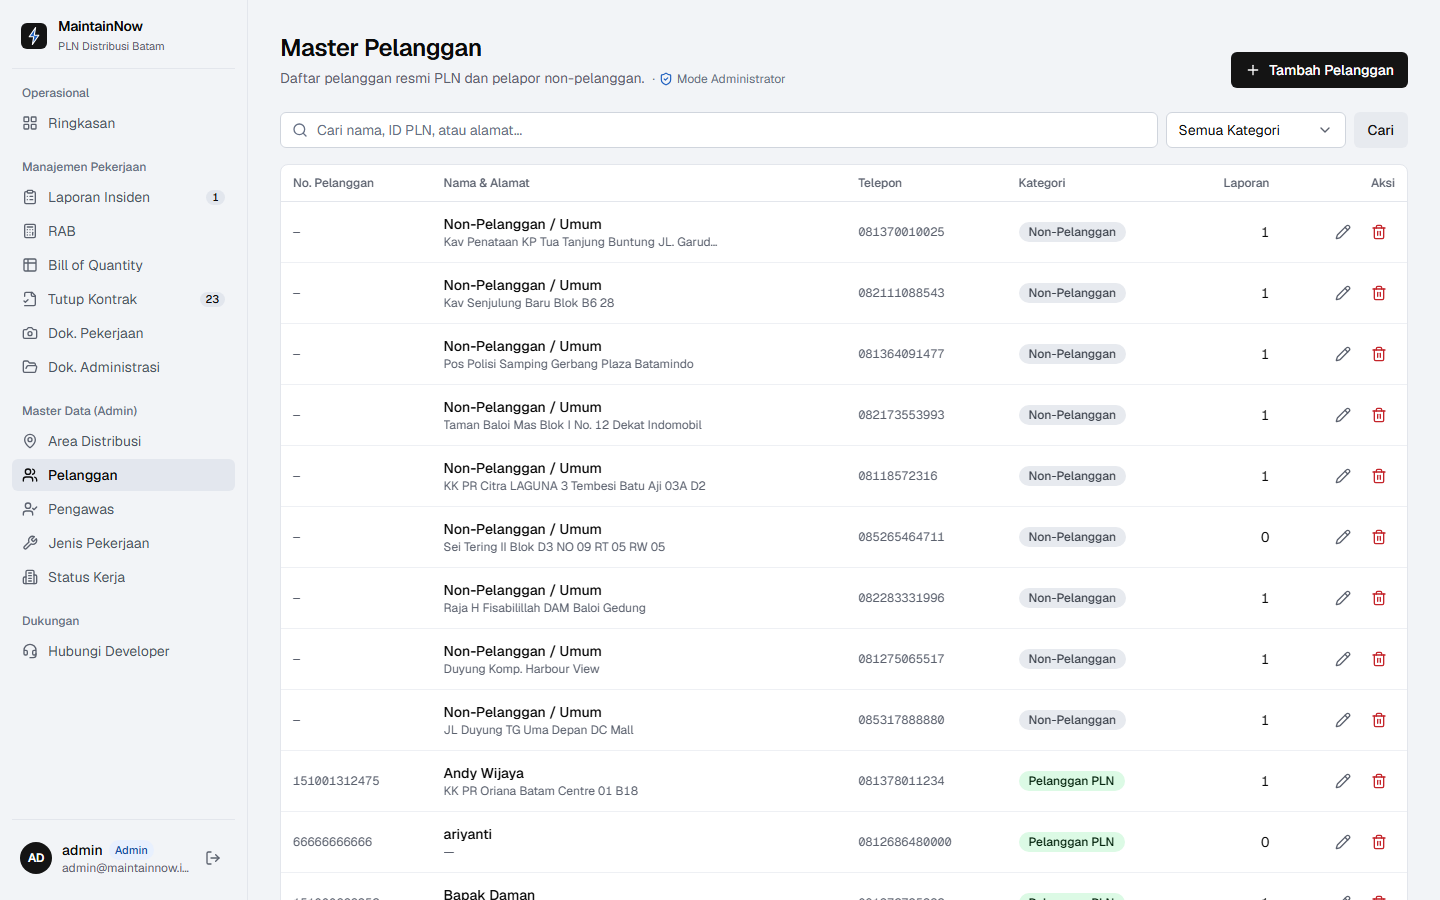 MaintainNow
PLN Distribusi Batam
Operasional
Ringkasan
Manajemen Pekerjaan
Laporan Insiden 1
RAB
Bill of Quantity
Tutup Kontrak 23
Dok. Pekerjaan
Dok. Administrasi
Master Data (Admin)
Area Distribusi
Pelanggan
Pengawas
Jenis Pekerjaan
Status Kerja
Dukungan
Hubungi Developer
AD admin Admin
admin@maintainnow.i...
Master Pelanggan
Daftar pelanggan resmi PLN dan pelapor non-pelanggan. · Mode Administrator
Tambah Pelanggan
Cari nama, ID PLN, atau alamat...
Semua Kategori
Cari
No. Pelanggan Nama & Alamat Telepon Kategori Laporan Aksi
– Non-Pelanggan / Umum 081370010025 Non-Pelanggan 1
Kav Penataan KP Tua Tanjung Buntung JL. Garud...
– Non-Pelanggan / Umum 082111088543 Non-Pelanggan 1
Kav Senjulung Baru Blok B6 28
– Non-Pelanggan / Umum 081364091477 Non-Pelanggan 1
Pos Polisi Samping Gerbang Plaza Batamindo
– Non-Pelanggan / Umum 082173553993 Non-Pelanggan 1
Taman Baloi Mas Blok I No. 12 Dekat Indomobil
– Non-Pelanggan / Umum 08118572316 Non-Pelanggan 1
KK PR Citra LAGUNA 3 Tembesi Batu Aji 03A D2
– Non-Pelanggan / Umum 085265464711 Non-Pelanggan 0
Sei Tering II Blok D3 NO 09 RT 05 RW 05
– Non-Pelanggan / Umum 082283331996 Non-Pelanggan 1
Raja H Fisabilillah DAM Baloi Gedung
– Non-Pelanggan / Umum 081275065517 Non-Pelanggan 1
Duyung Komp. Harbour View
– Non-Pelanggan / Umum 085317888880 Non-Pelanggan 1
JL Duyung TG Uma Depan DC Mall
151001312475 Andy Wijaya 081378011234 Pelanggan PLN 1
KK PR Oriana Batam Centre 01 B18
66666666666 ariyanti 0812686480000 Pelanggan PLN 0
—
Bapak Daman Pelanggan PLN